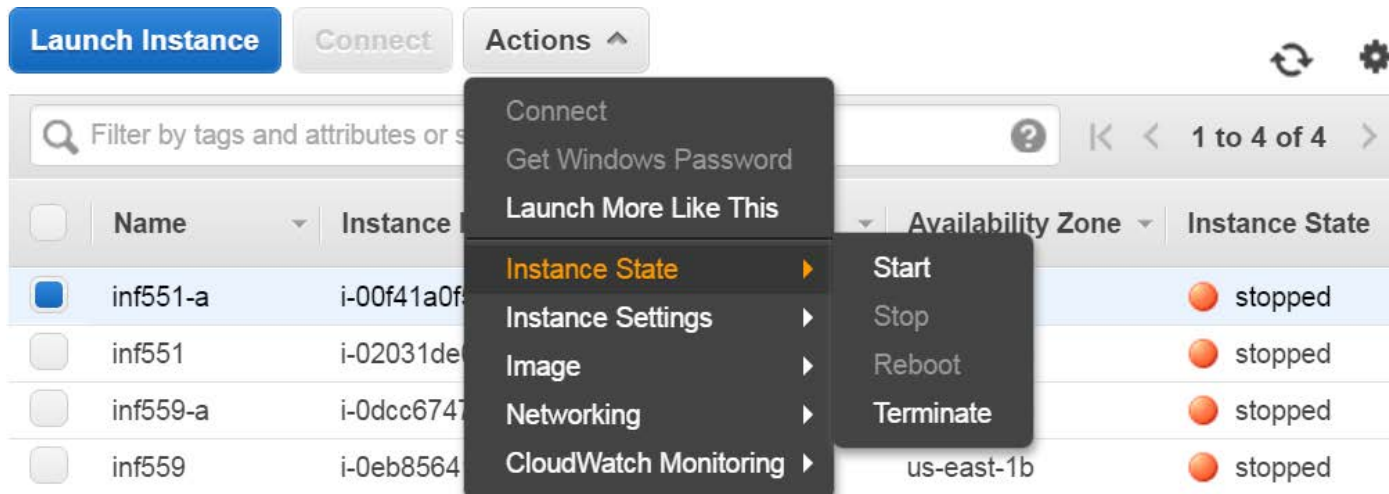 Launch Instance Connect Actions
Filter by tags and attributes or s 1 to 4 of 4
Connect
Get Windows Password
Launch More Like This
Name Instance Availability Zone Instance State
Instance State Start
inf551-a i-00f41a0f stopped
Instance Settings Stop
inf551 i-02031de stopped
Image Reboot
inf559-a i-0dcc6747 stopped
Networking Terminate
inf559 i-0eb8564 us-east-1b stopped
CloudWatch Monitoring